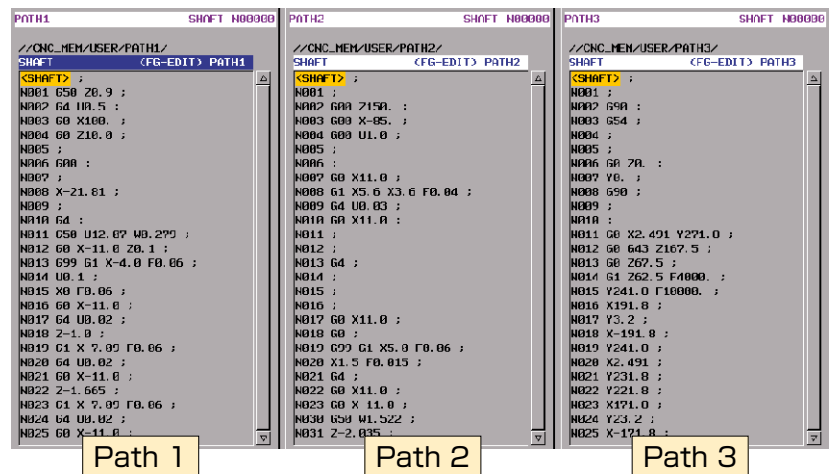 PATH1 SHAFT N00000
//CNC_MEM/USER/PATH1/
SHAFT (FG-EDIT) PATH1
<SHAFT> ;
N001 G50 Z0.9 ;
N002 G4 U0.5 ;
N003 G0 X100. ;
N004 G0 Z10.0 ;
N005 ;
N006 G00 ;
N007 ;
N008 X-21.81 ;
N009 ;
N010 G4 ;
N011 G50 U12.07 W0.279 ;
N012 G0 X-11.0 Z0.1 ;
N013 G99 G1 X-4.0 F0.06 ;
N014 U0.1 ;
N015 X0 F0.06 ;
N016 G0 X-11.0 ;
N017 G4 U0.02 ;
N018 Z-1.0 ;
N019 G1 X 7.09 F0.06 ;
N020 G4 U0.02 ;
N021 G0 X-11.0 ;
N022 Z-1.665 ;
N023 G1 X 7.09 F0.06 ;
N024 G4 U0.02 ;
N025 G0 X-11.0 ;
Path 1
PATH2 SHAFT N00000
//CNC_MEM/USER/PATH2/
SHAFT (FG-EDIT) PATH2
<SHAFT> ;
N001 ;
N002 G00 Z150. ;
N003 G00 X-85. ;
N004 G00 U1.0 ;
N005 ;
N006 ;
N007 G0 X11.0 ;
N008 G1 X5.6 X3.6 F0.04 ;
N009 G4 U0.03 ;
N010 G0 X11.0 ;
N011 ;
N012 ;
N013 G4 ;
N014 ;
N015 ;
N016 ;
N017 G0 X11.0 ;
N018 G0 ;
N019 G99 G1 X5.0 F0.06 ;
N020 X1.5 F0.015 ;
N021 G4 ;
N022 G0 X11.0 ;
N023 G0 X 11.0 ;
N030 G50 W1.522 ;
N031 Z-2.035 ;
Path 2
PATH3 SHAFT N00000
//CNC_MEM/USER/PATH3/
SHAFT (FG-EDIT) PATH3
<SHAFT> ;
N001 ;
N002 G90 ;
N003 G54 ;
N004 ;
N005 ;
N006 G0 Z0. ;
N007 Y0. ;
N008 G90 ;
N009 ;
N010 ;
N011 G0 X2.491 Y271.0 ;
N012 G0 G43 Z167.5 ;
N013 G0 Z67.5 ;
N014 G1 Z62.5 F4000. ;
N015 Y241.0 F10000. ;
N016 X191.8 ;
N017 Y3.2 ;
N018 X-191.8 ;
N019 Y241.0 ;
N020 X2.491 ;
N021 Y231.8 ;
N022 Y221.8 ;
N023 X171.0 ;
N024 Y23.2 ;
N025 X-171.8 ;
Path 3